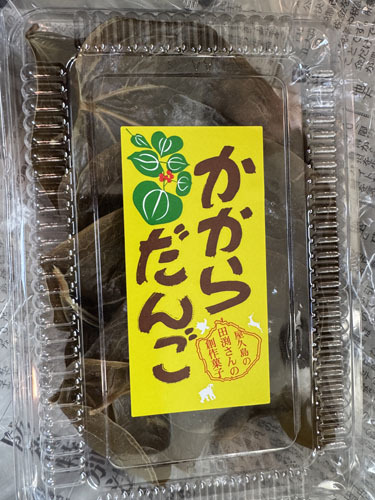 かから
だんご
屋久島の
田渕さんの
創作菓子